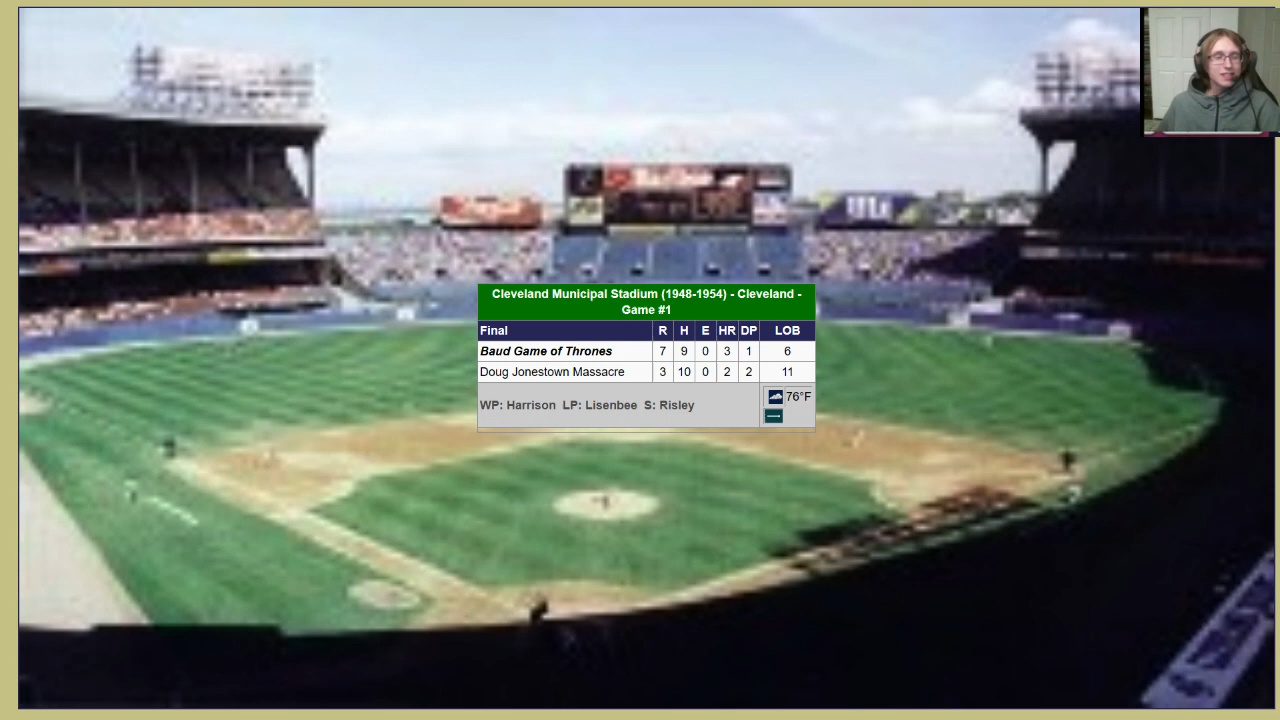 Cleveland Municipal Stadium (1948-1954) - Cleveland -
Game #1
Final R H E HR DP LOB
Baud Game of Thrones 7 9 0 3 1 6
Doug Jonestown Massacre 3 10 0 2 2 11
WP: Harrison LP: Lisenbee S: Risley 76°F